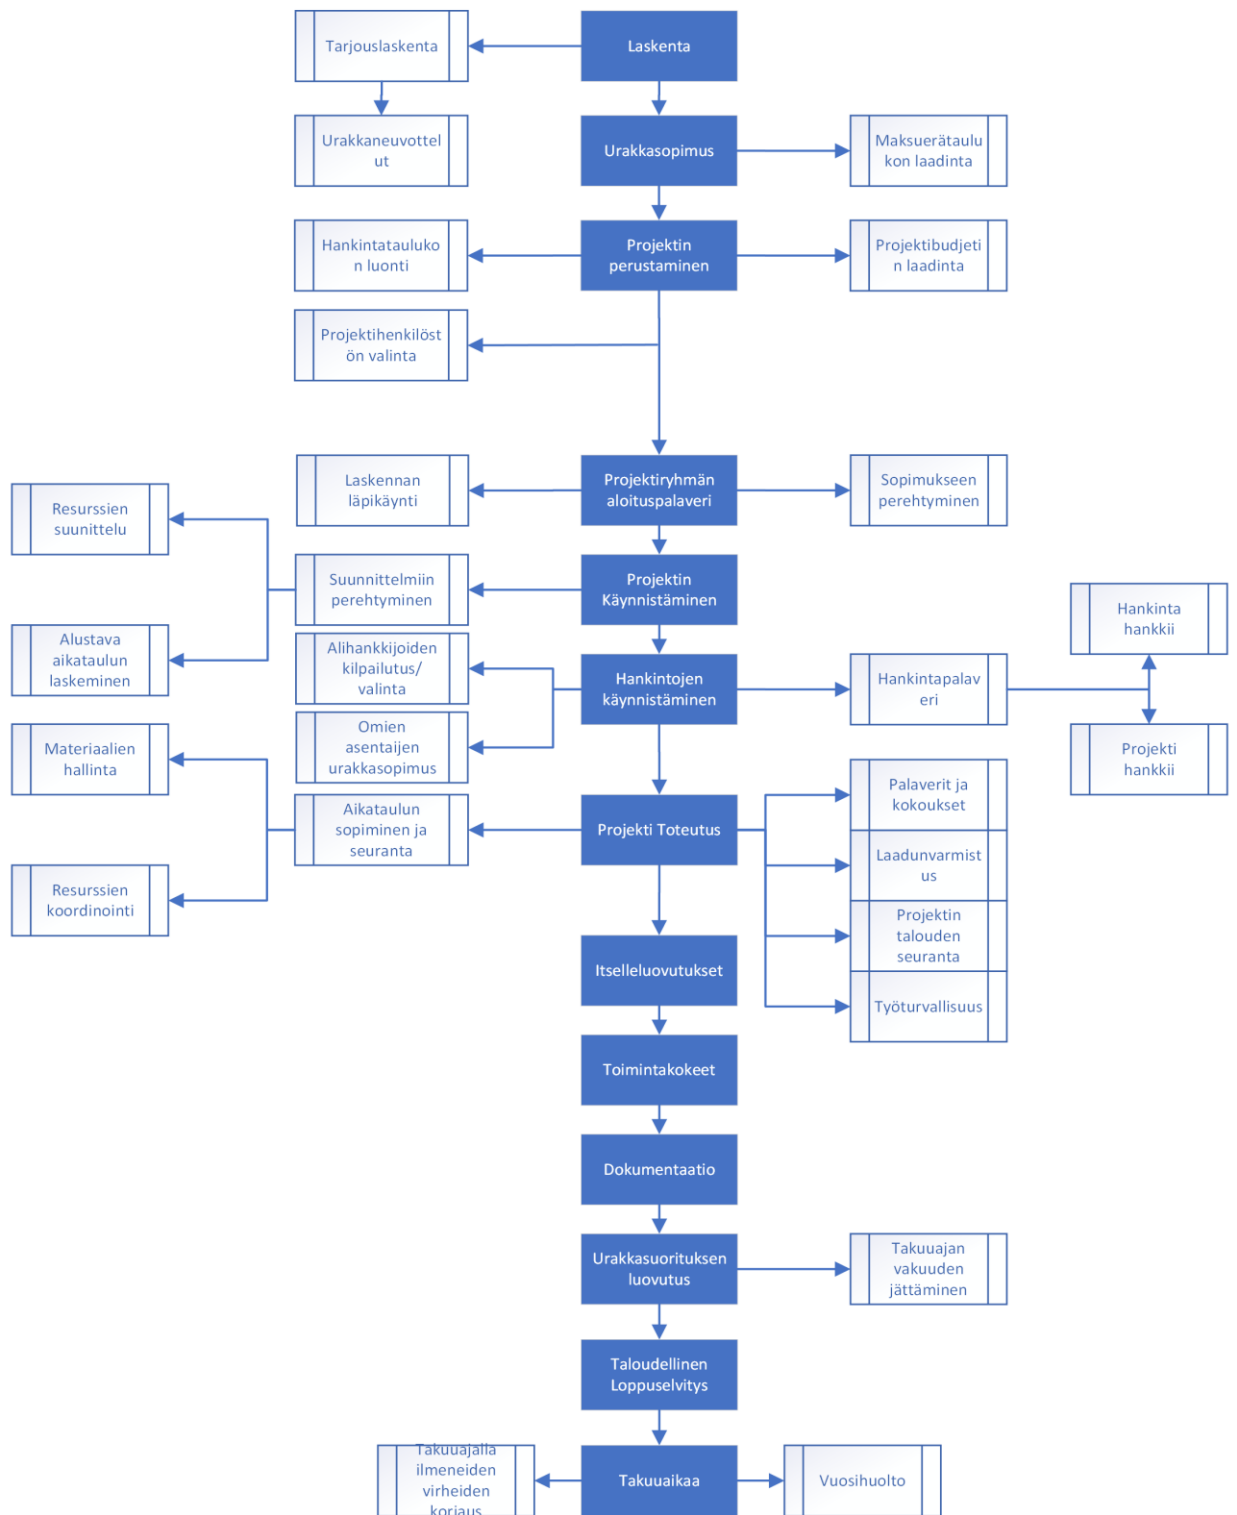 Tarjouslaskenta
Laskenta
Urakkaneuvottel
ut
Urakkasopimus
Maksuerätaulu
kon laadinta
Hankintatauluko
n luonti
Projektin
perustaminen
Projektibudjeti
n laadinta
Projektihenkilöst
ön valinta
Laskennan
läpikäynti
Projektiryhmän
aloituspalaveri
Sopimukseen
perehtyminen
Resurssien
suunnittelu
Suunnittelmiin
perehtyminen
Projektin
Käynnistäminen
Hankinta
hankkii
Alustava
aikataulun
laskeminen
Alihankkijoiden
kilpailutus/
valinta
Hankintojen
käynnistäminen
Hankintapalav
eri
Omien
asentaijen
urakkasopimus
Projekti
hankkii
Materiaalien
hallinta
Aikataulun
sopiminen ja
seuranta
Projekti Toteutus
Palaverit ja
kokoukset
Laadunvarmist
us
Resurssien
koordinointi
Projektin
talouden
seuranta
Itselleluovutukset
Työturvallisuus
Toimintakokeet
Dokumentaatio
Urakkasuorituksen
luovutus
Takuuajan
vakuuden
jättäminen
Taloudellinen
Loppuselvitys
Takuuajalla
ilmeneiden
virheiden
korjaus
Takuuaikaa
Vuosihuolto